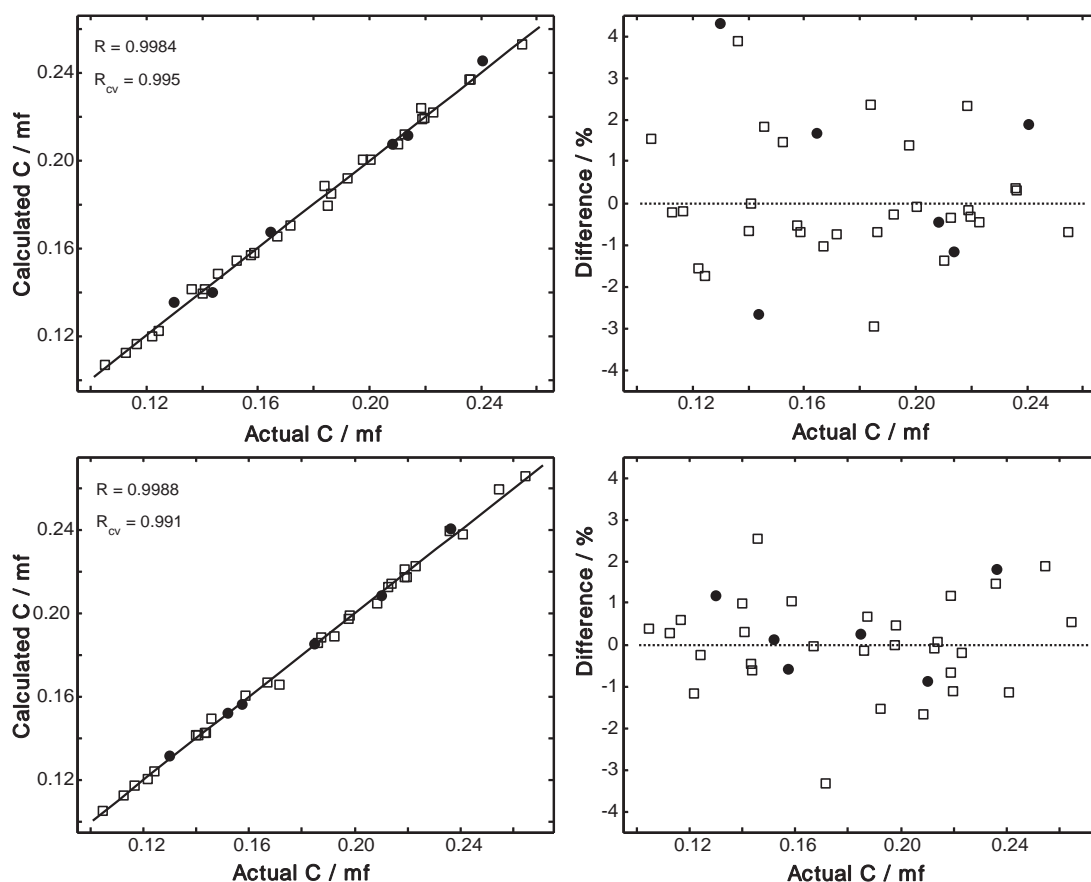 R = 0.9984
Rcv = 0.995
0.24
0.20
0.16
0.12
Calculated C / mf
0.12 0.16 0.20 0.24
Actual C / mf
4
3
2
1
0
-1
-2
-3
-4
Difference / %
0.12 0.16 0.20 0.24
Actual C / mf
R = 0.9988
Rcv = 0.991
0.24
0.20
0.16
0.12
Calculated C / mf
0.12 0.16 0.20 0.24
Actual C / mf
4
3
2
1
0
-1
-2
-3
-4
Difference / %
0.12 0.16 0.20 0.24
Actual C / mf